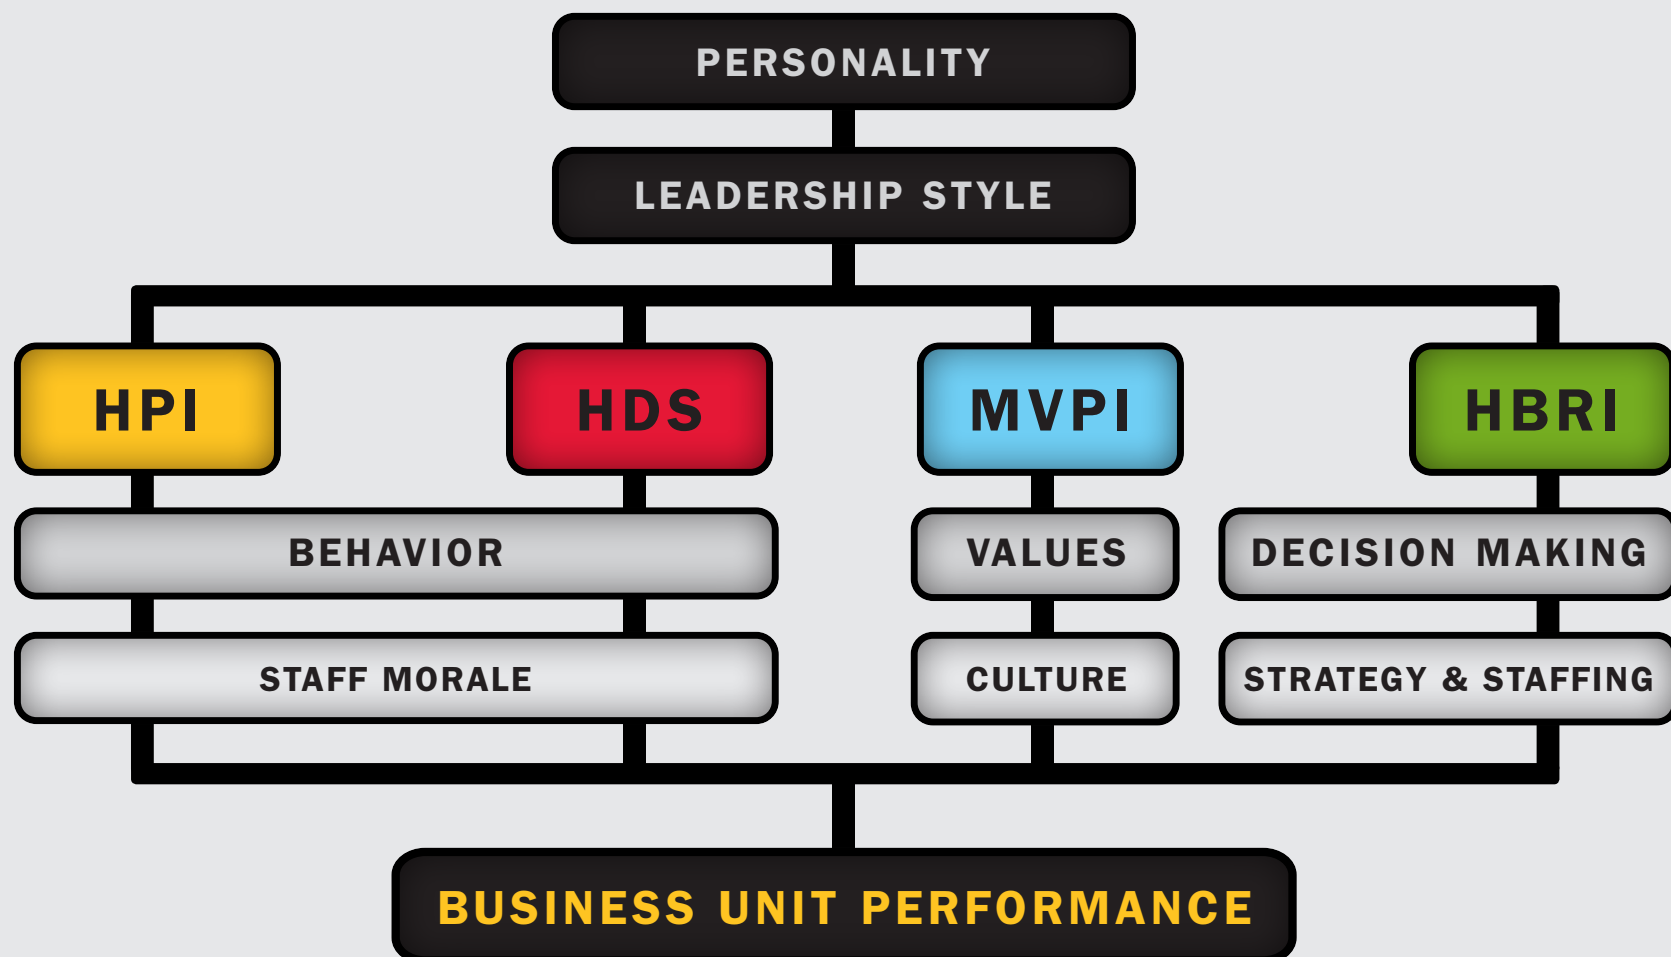 PERSONALITY
LEADERSHIP STYLE
HPI
HDS
MVPI
HBRI
BEHAVIOR
VALUES
DECISION MAKING
STAFF MORALE
CULTURE
STRATEGY & STAFFING
BUSINESS UNIT PERFORMANCE